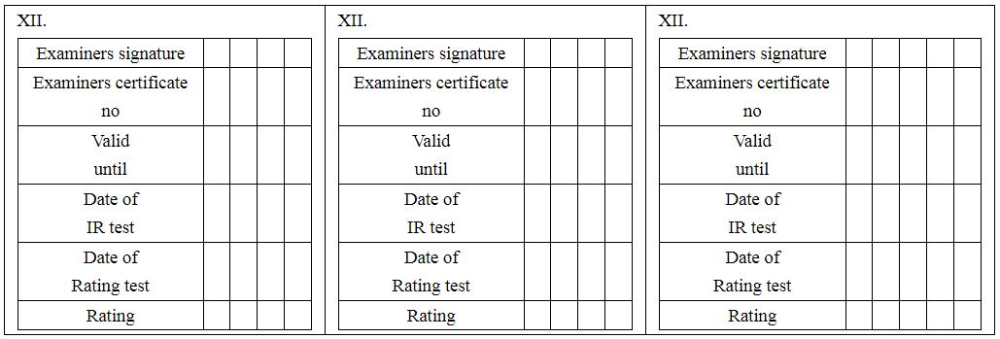 XII.
Examiners signature
Examiners certificate
no
Valid
until
Date of
IR test
Date of
Rating test
Rating
XII.
Examiners signature
Examiners certificate
no
Valid
until
Date of
IR test
Date of
Rating test
Rating
XII.
Examiners signature
Examiners certificate
no
Valid
until
Date of
IR test
Date of
Rating test
Rating